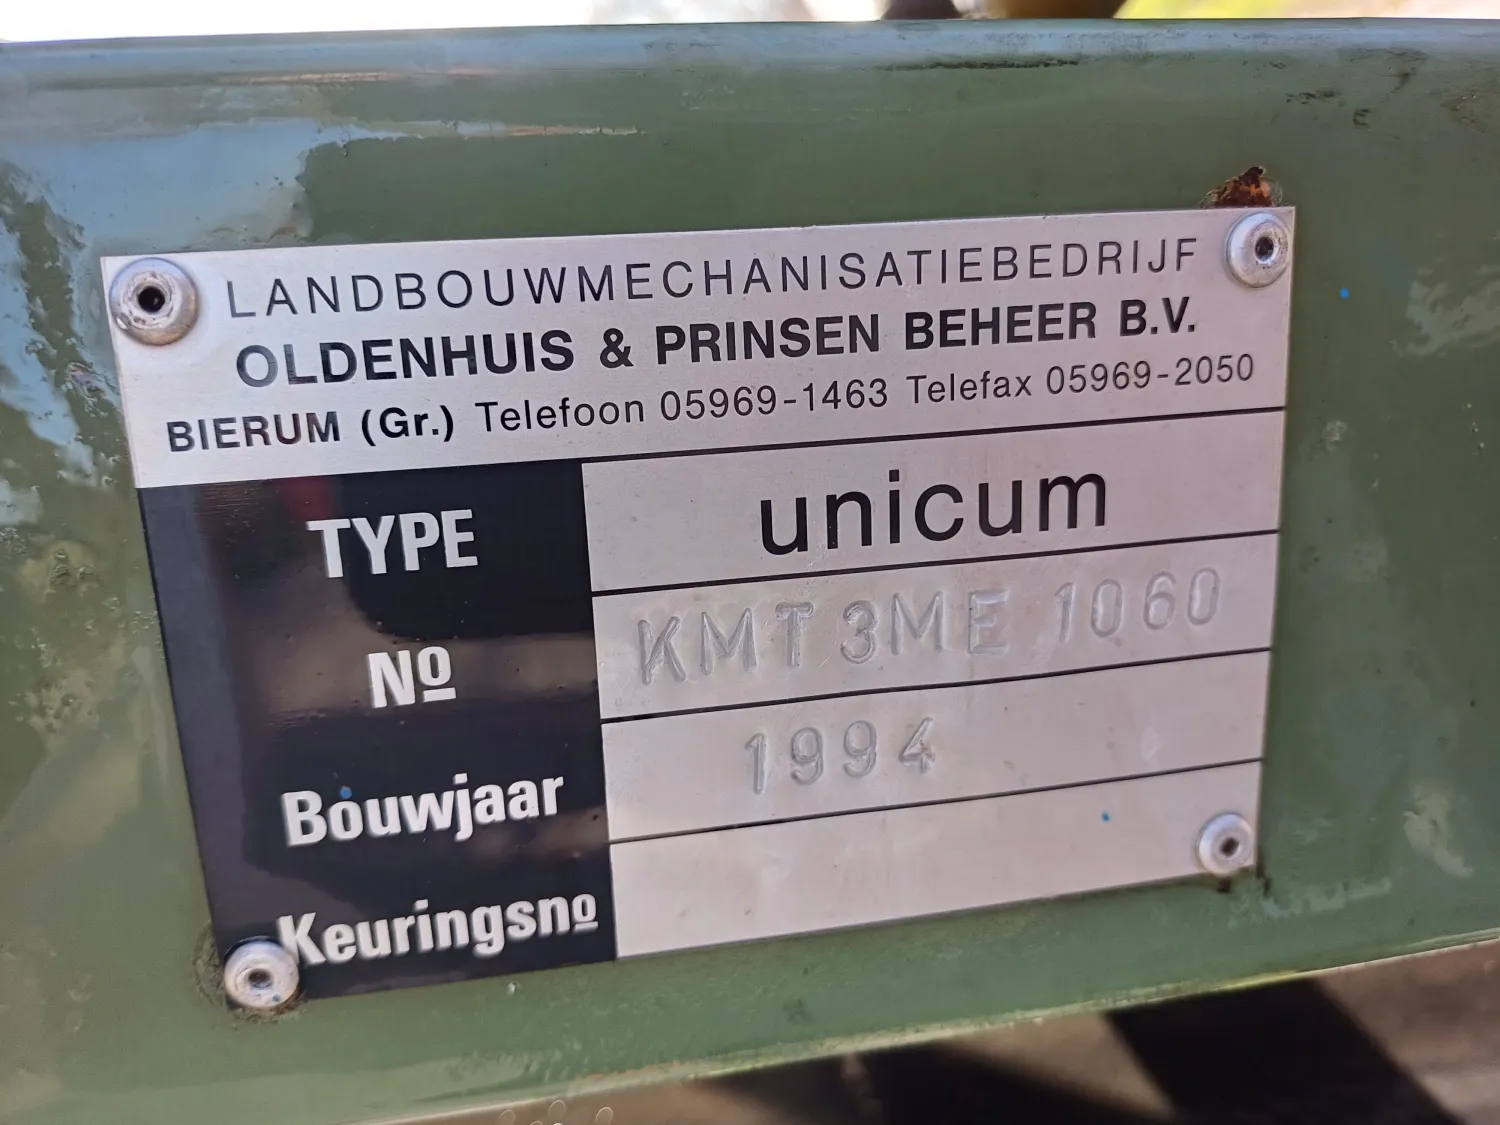 LANDBOUWMECHANISATIEBEDRIJF
OLDENHUIS & PRINSEN BEHEER B.V.
BIERUM (Gr.) Telefoon 05969-1463 Telefax 05969-2050
TYPE unicum
Nº KMT 3ME 1060
Bouwjaar 1994
Keuringsnº